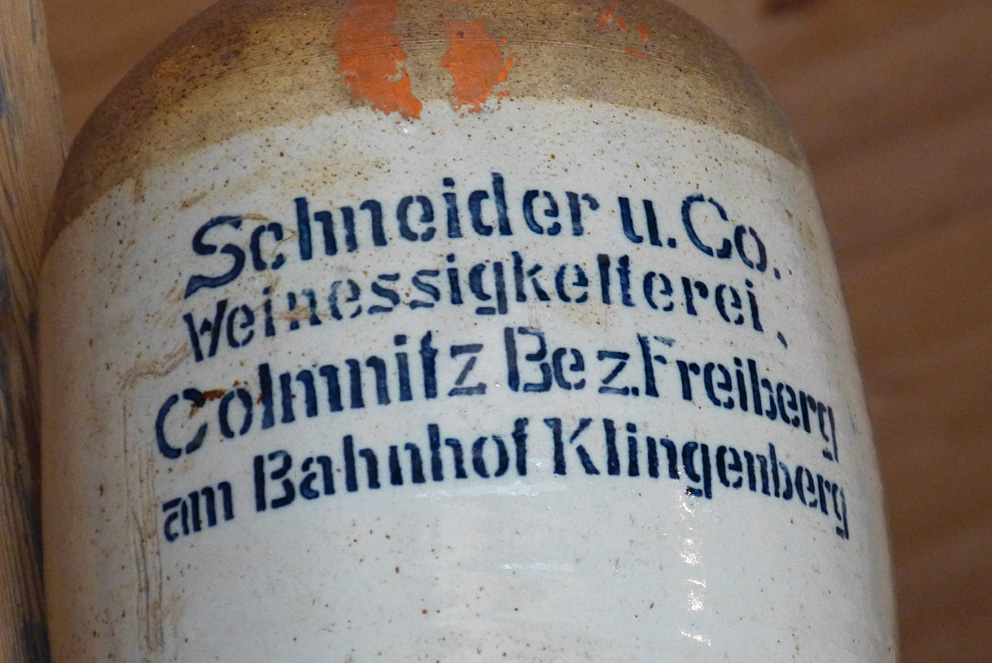 Schneider u. Co.
Weinessigkelterei,
Colmnitz Bez. Freiberg
am Bahnhof Klingenberg